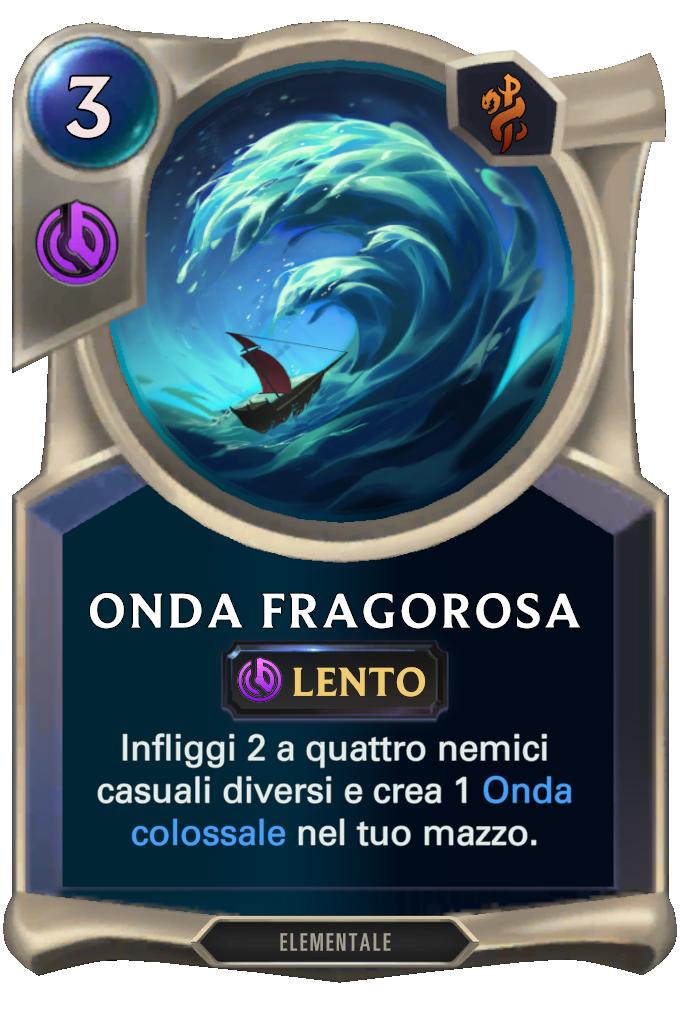 3
ONDA FRAGOROSA
LENTO
Infliggi 2 a quattro nemici
casuali diversi e crea 1 Onda
colossale nel tuo mazzo.
ELEMENTALE